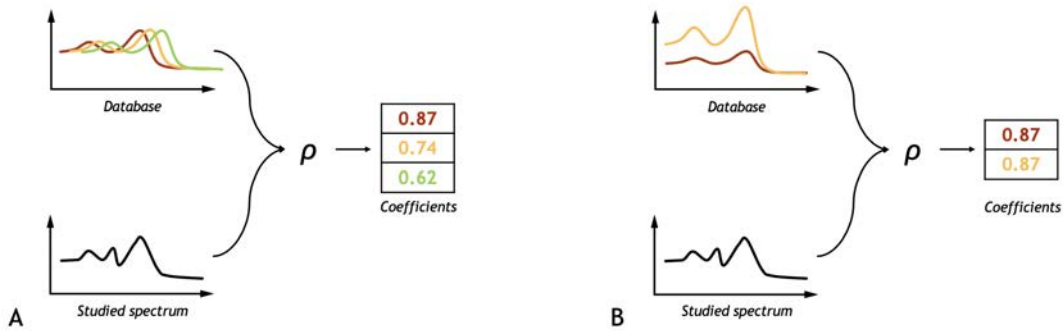 Database
ρ
0.87
0.74
0.62
Coefficients
Studied spectrum
A
Database
ρ
0.87
0.87
Coefficients
Studied spectrum
B